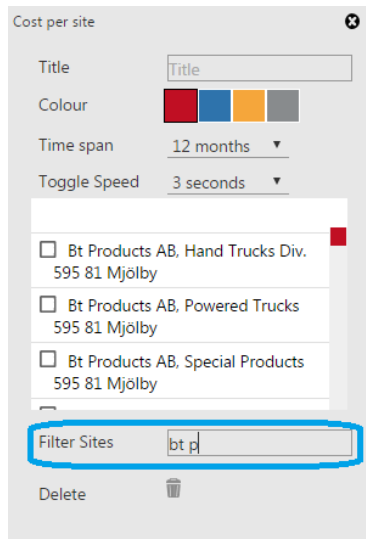 Cost per site
Title Title
Colour
Time span 12 months
Toggle Speed 3 seconds
Bt Products AB, Hand Trucks Div.
595 81 Mjölby
Bt Products AB, Powered Trucks
595 81 Mjölby
Bt Products AB, Special Products
595 81 Mjölby
Filter Sites bt p
Delete